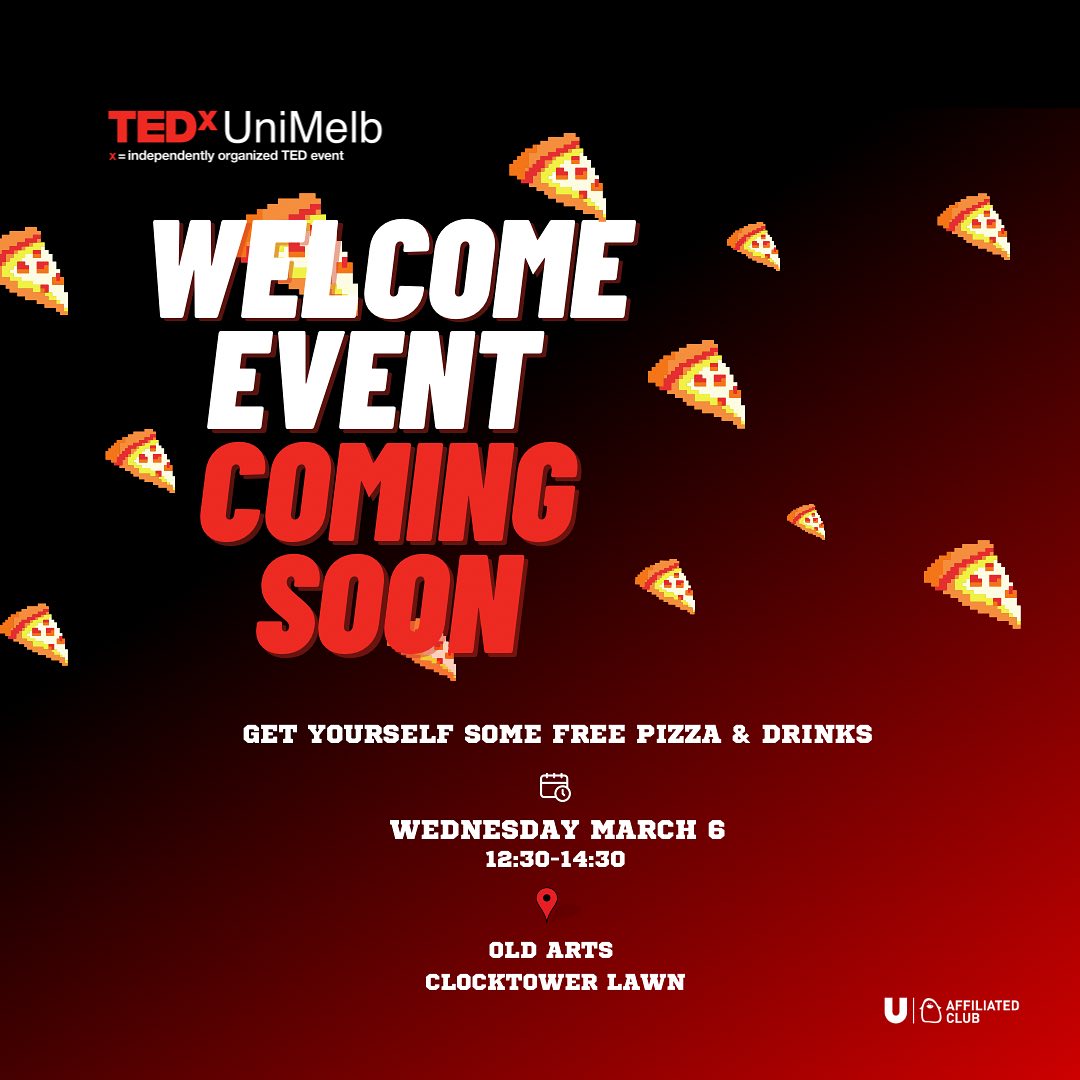 TEDx UniMelb
x = independently organized TED event
WELCOME
EVENT
COMING
SOON
GET YOURSELF SOME FREE PIZZA & DRINKS
WEDNESDAY MARCH 6
12:30-14:30
OLD ARTS
CLOCKTOWER LAWN
U AFFILIATED
CLUB